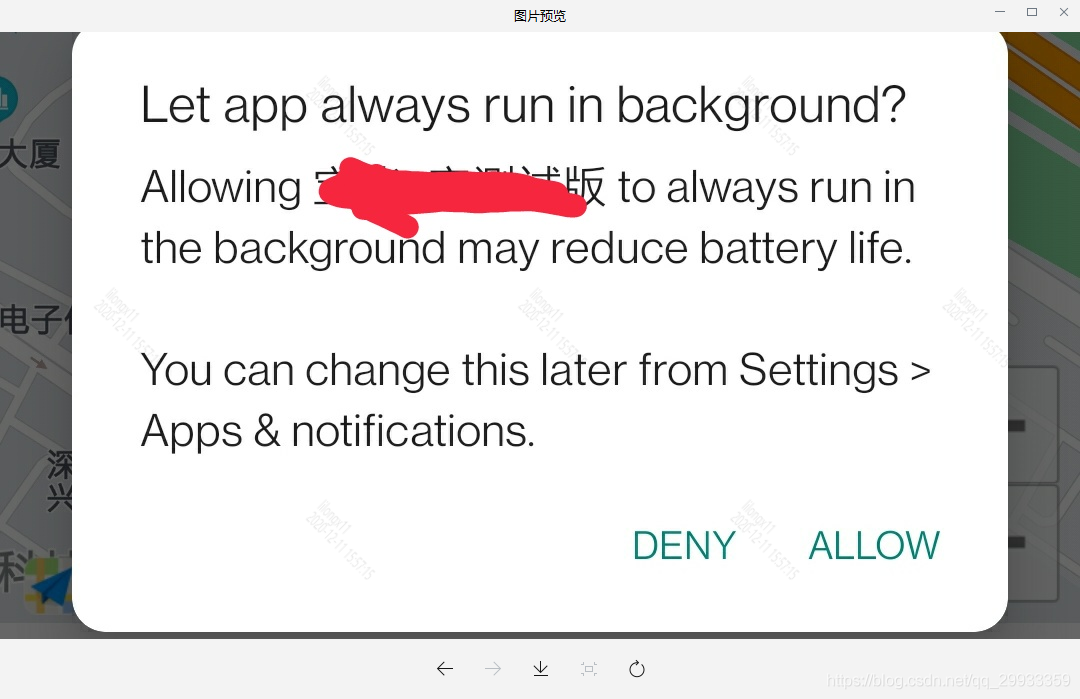 图片预览
Let app always run in background?
Allowing 测试版 to always run in
the background may reduce battery life.
You can change this later from Settings >
Apps & notifications.
DENY ALLOW
大厦
电子
深
兴
科
https://blog.csdn.net/qq_29933359